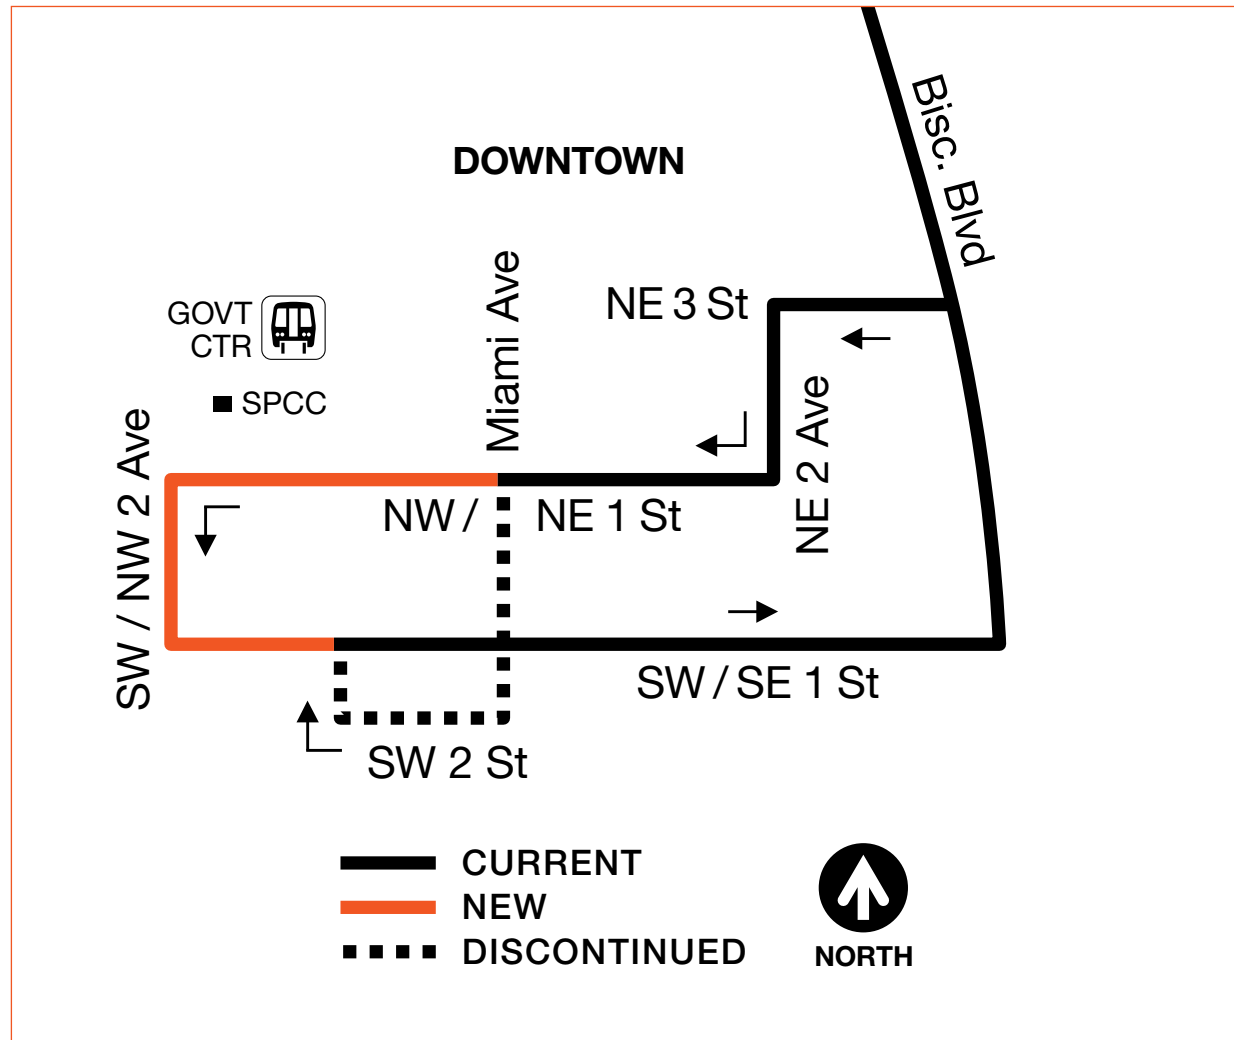 Bisc. Blvd
DOWNTOWN
Miami Ave
NE 3 St
GOVT
CTR
SPCC
SW / NW 2 Ave
NE 2 Ave
NW / NE 1 St
SW / SE 1 St
SW 2 St
CURRENT
NEW
DISCONTINUED
NORTH